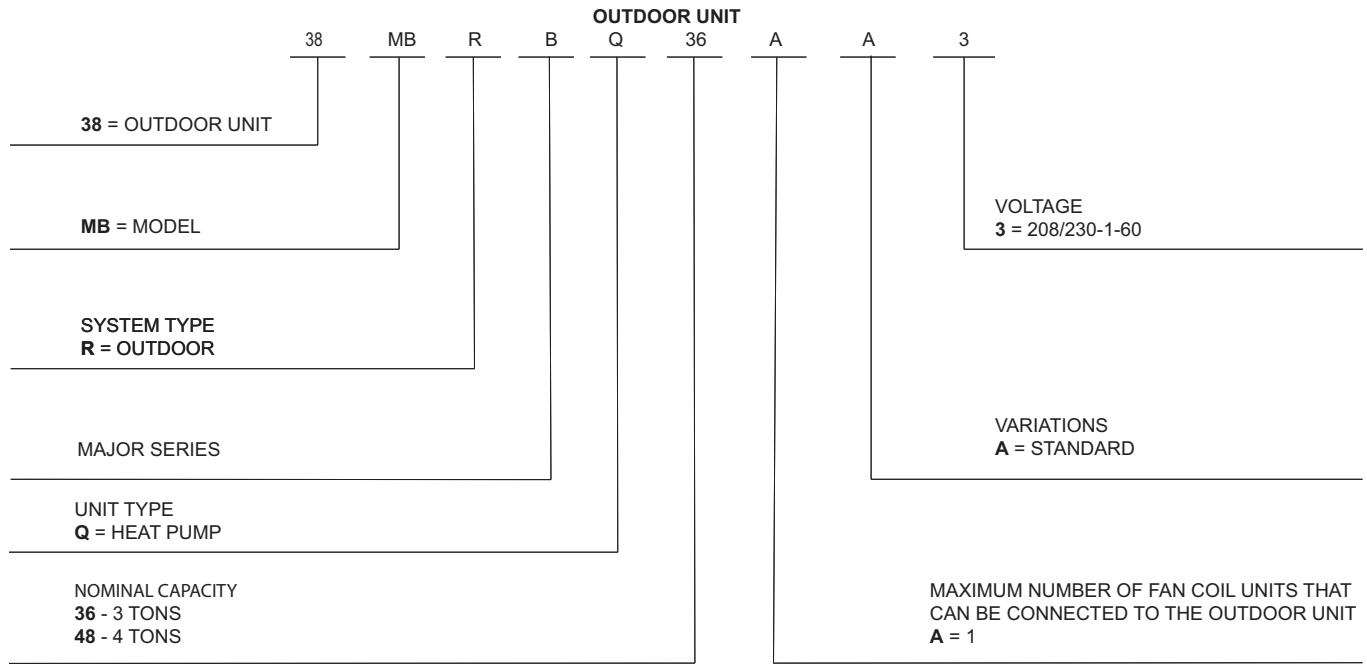 OUTDOOR UNIT
38 MB R B Q 36 A A 3
38 = OUTDOOR UNIT
MB = MODEL
SYSTEM TYPE
R = OUTDOOR
MAJOR SERIES
UNIT TYPE
Q = HEAT PUMP
NOMINAL CAPACITY
36 - 3 TONS
48 - 4 TONS
VOLTAGE
3 = 208/230-1-60
VARIATIONS
A = STANDARD
MAXIMUM NUMBER OF FAN COIL UNITS THAT
CAN BE CONNECTED TO THE OUTDOOR UNIT
A = 1